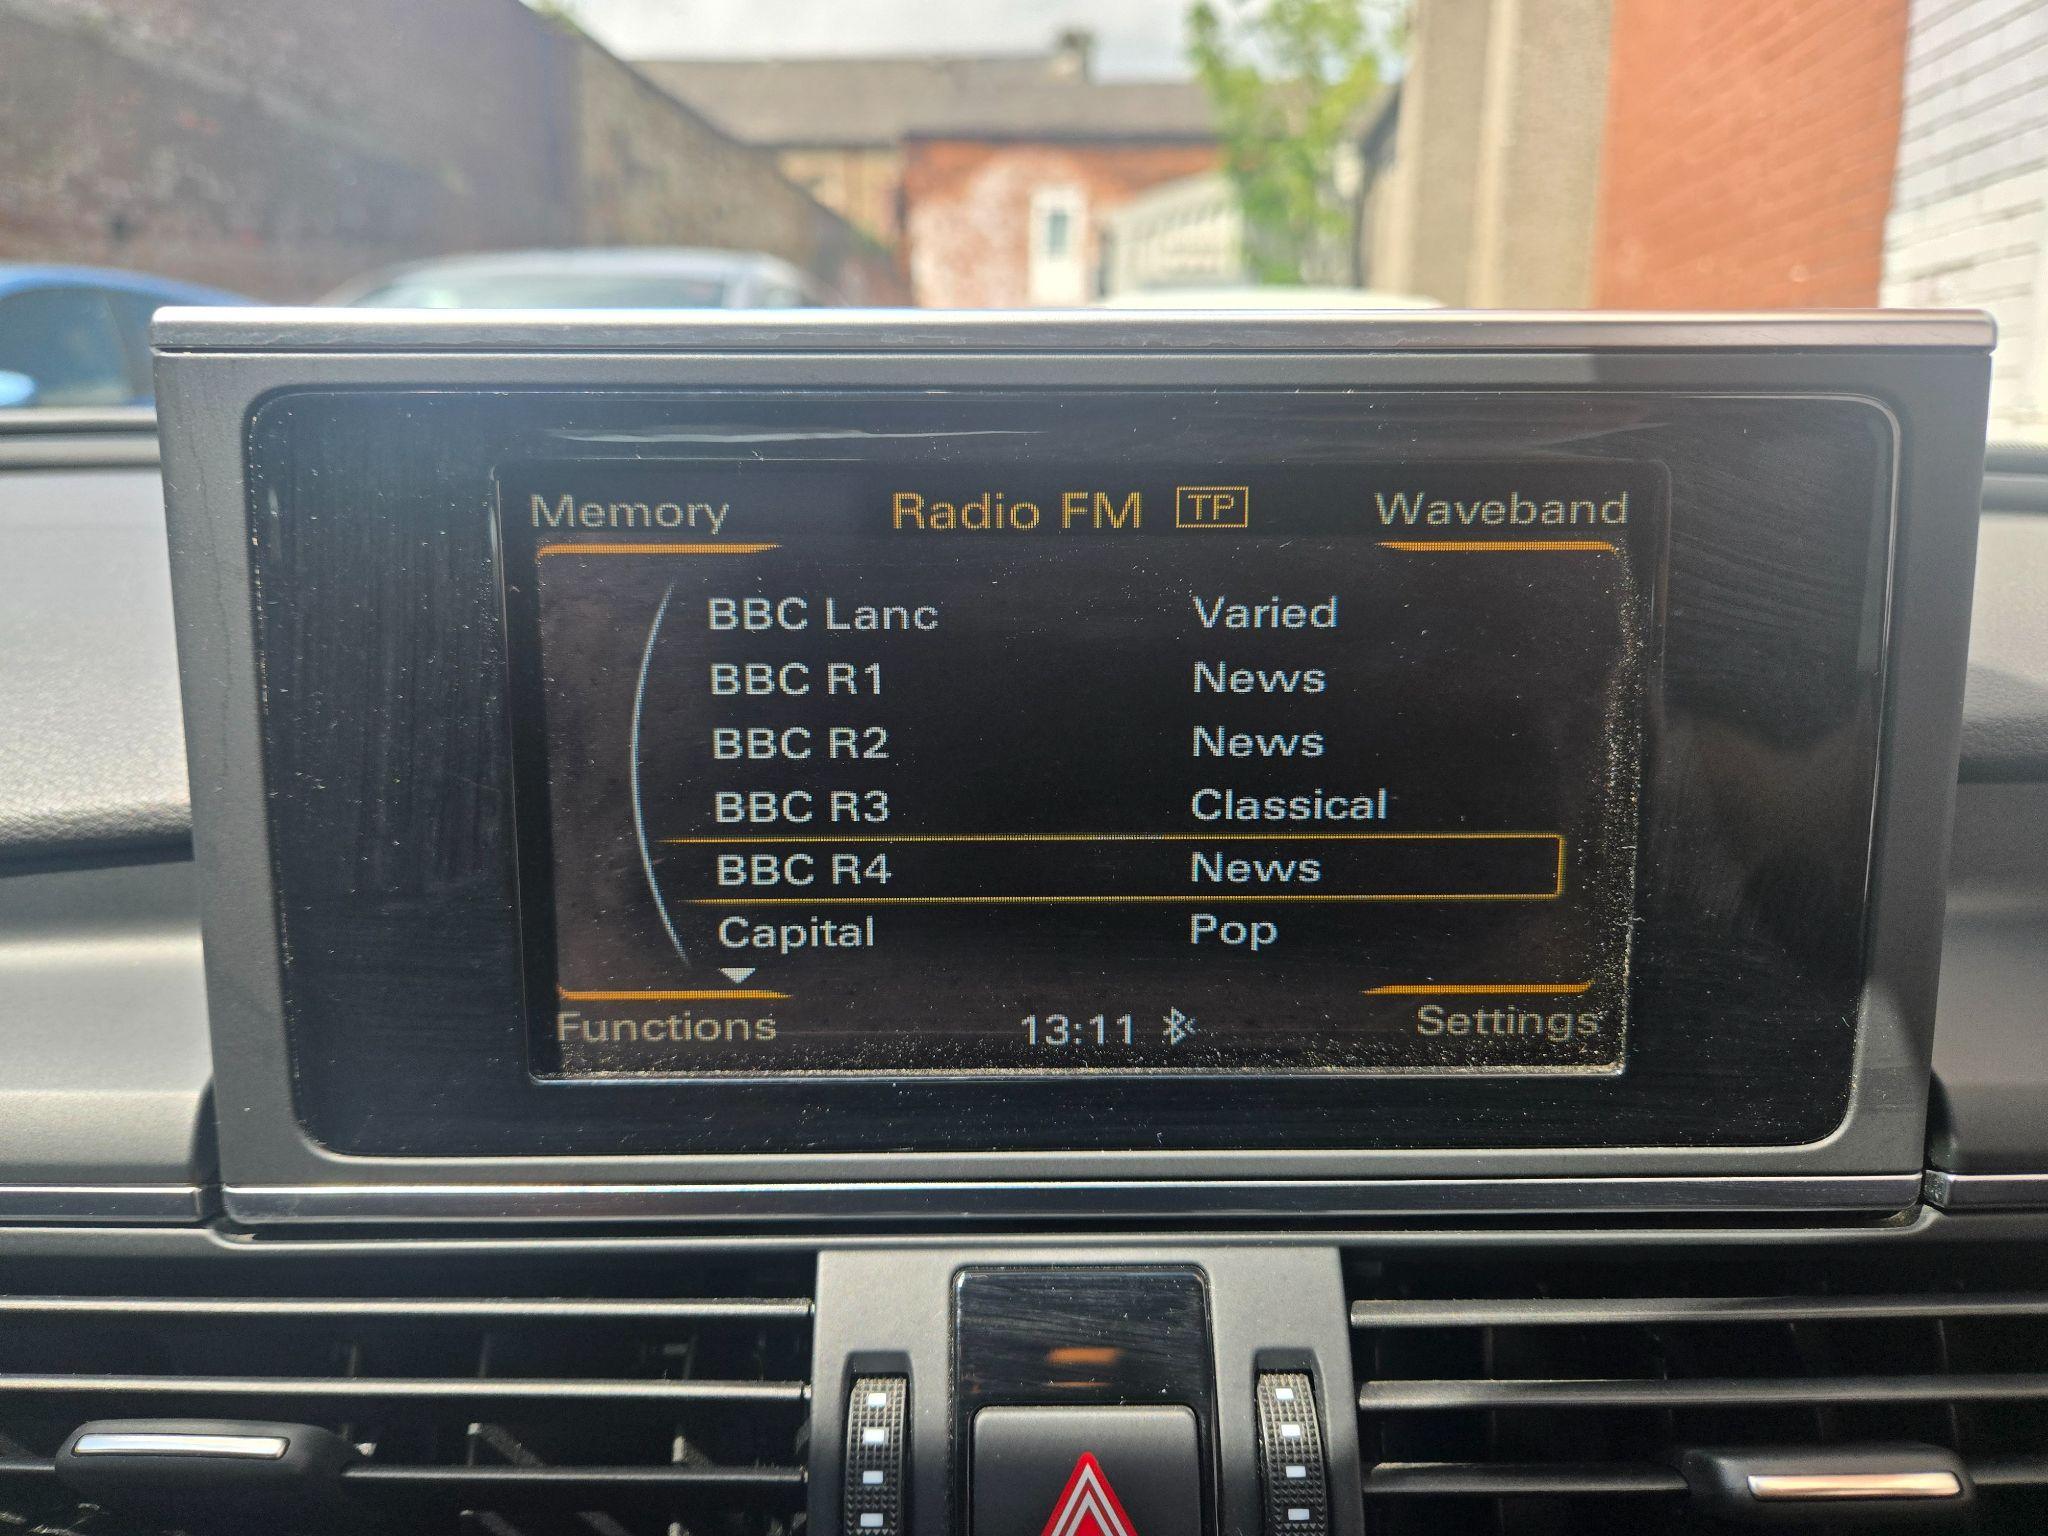 Memory Radio FM TP Waveband
BBC Lanc Varied
BBC R1 News
BBC R2 News
BBC R3 Classical
BBC R4 News
Capital Pop
Functions 13:11 Settings